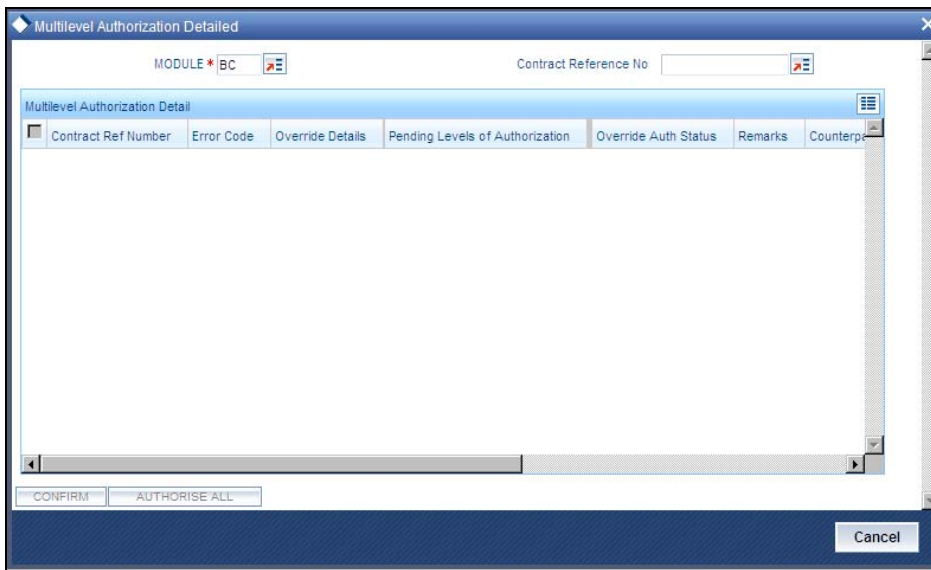 Multilevel Authorization Detailed
MODULE * BC Contract Reference No
Multilevel Authorization Detail
Contract Ref Number Error Code Override Details Pending Levels of Authorization Override Auth Status Remarks Counterpa
CONFIRM AUTHORISE ALL
Cancel